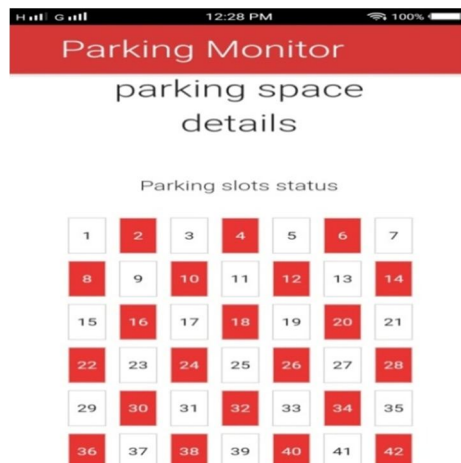 H G 12:28 PM 100%
Parking Monitor
parking space
details
Parking slots status
1 2 3 4 5 6 7
8 9 10 11 12 13 14
15 16 17 18 19 20 21
22 23 24 25 26 27 28
29 30 31 32 33 34 35
36 37 38 39 40 41 42